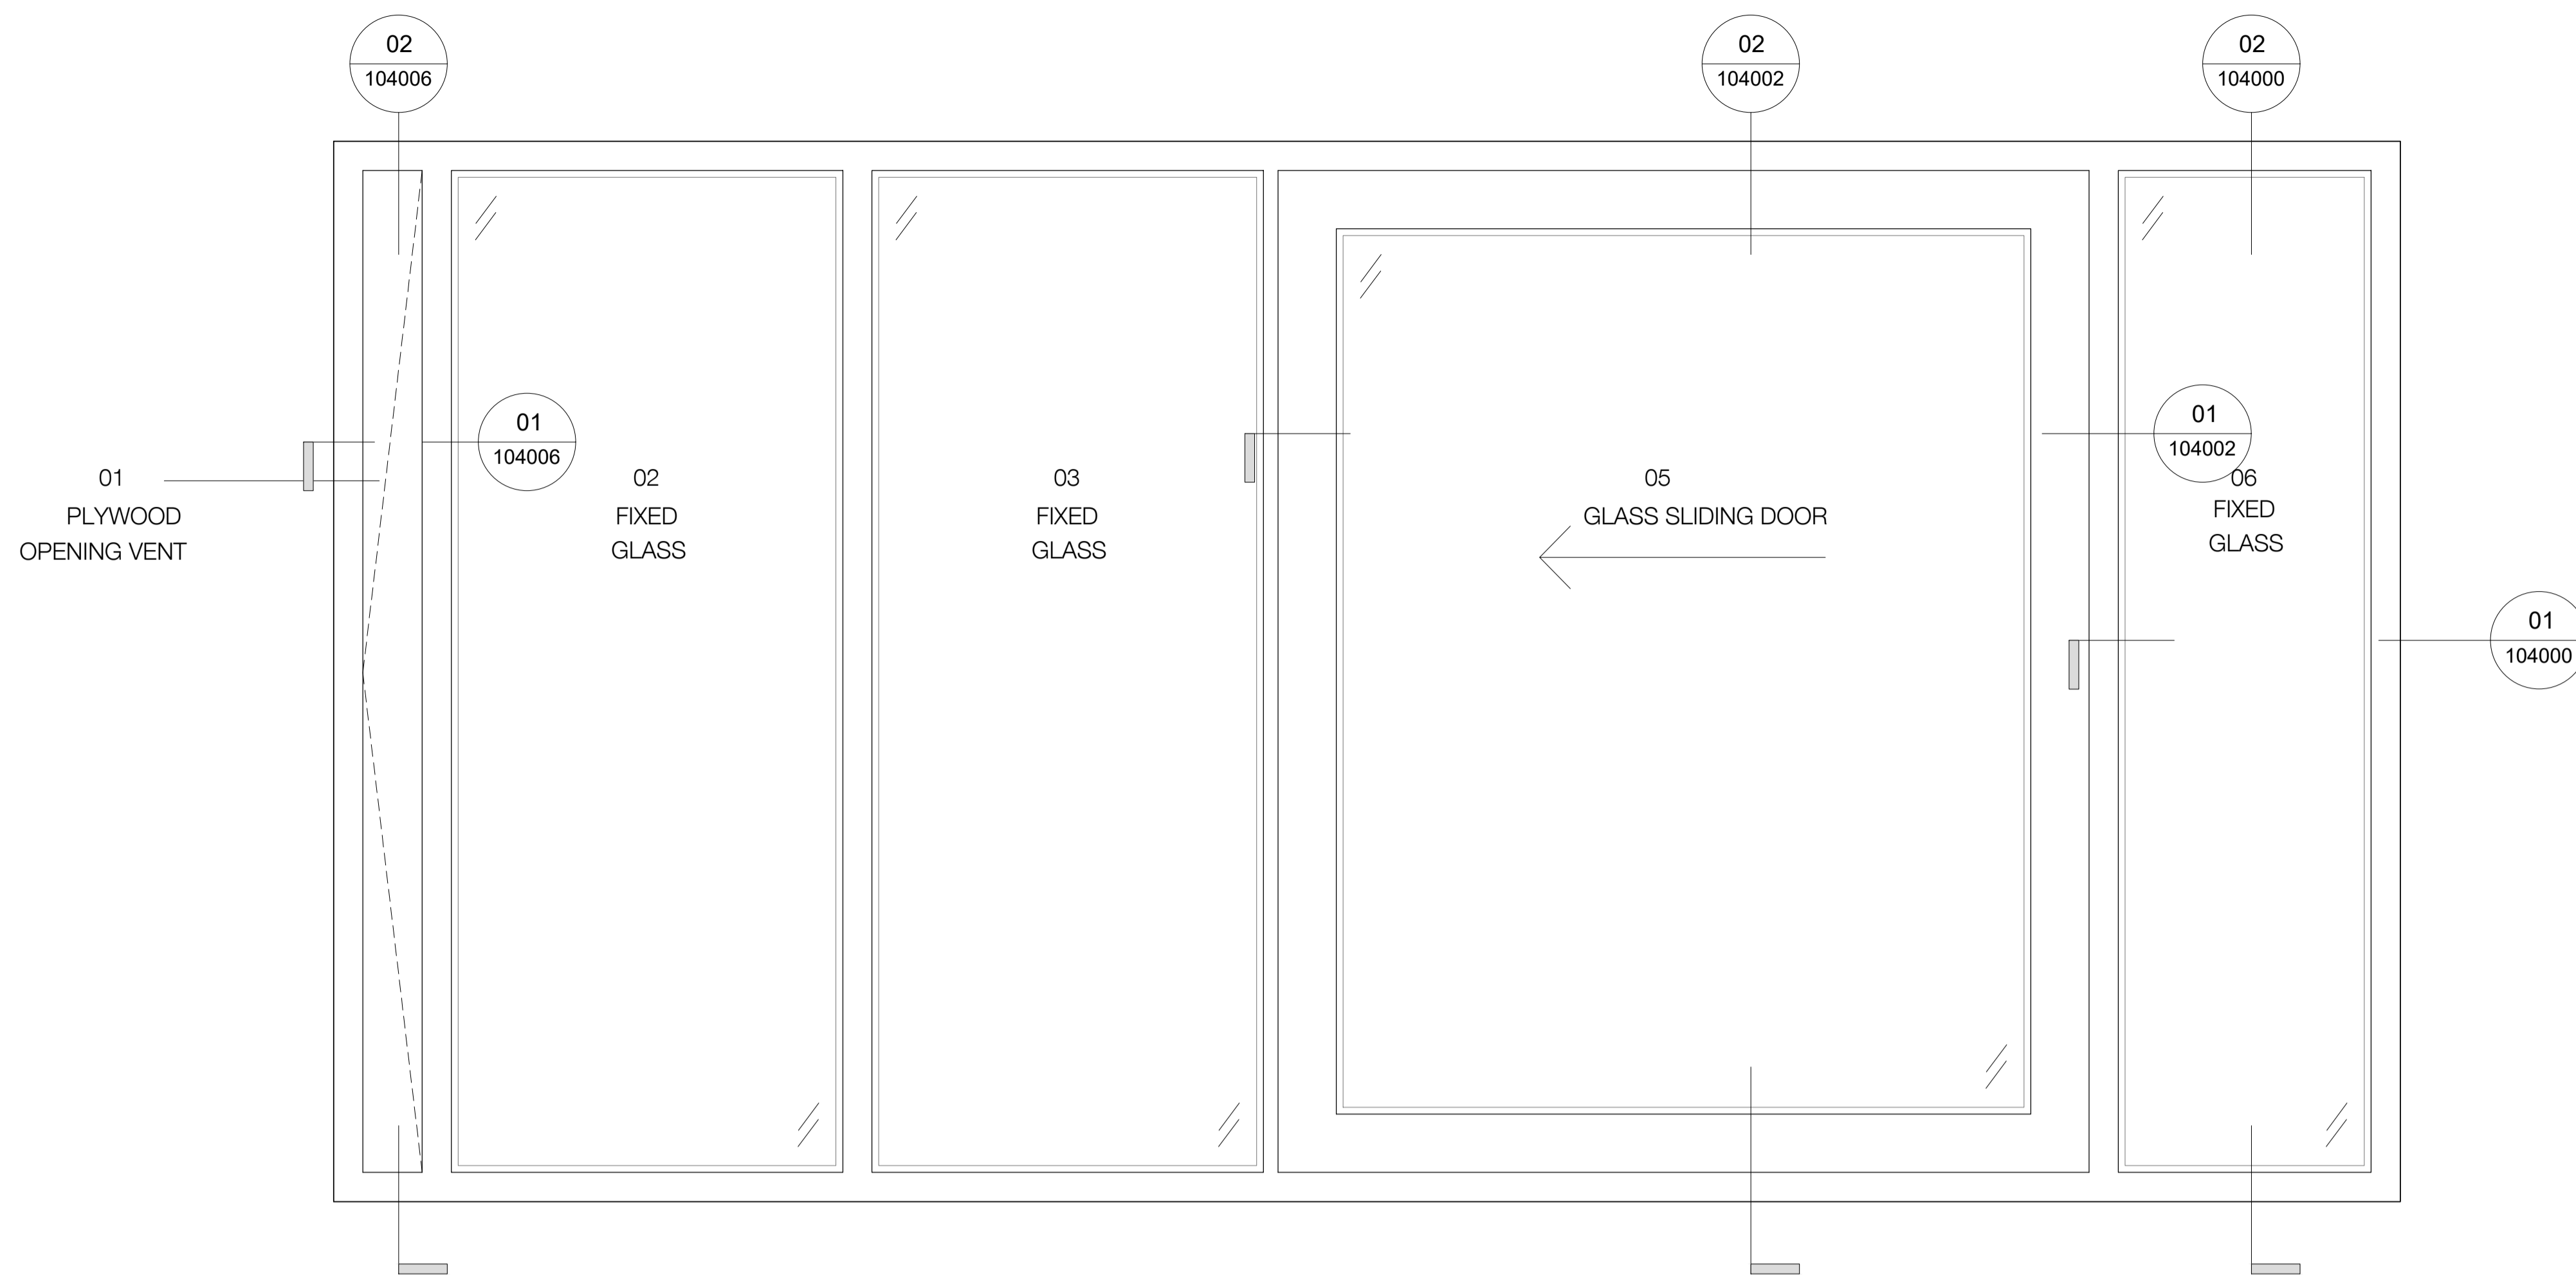 02
104006
02
104002
02
104000
01
104006
01
104002
01
PLYWOOD
OPENING VENT
02
FIXED
GLASS
03
FIXED
GLASS
05
GLASS SLIDING DOOR
06
FIXED
GLASS
01
104000